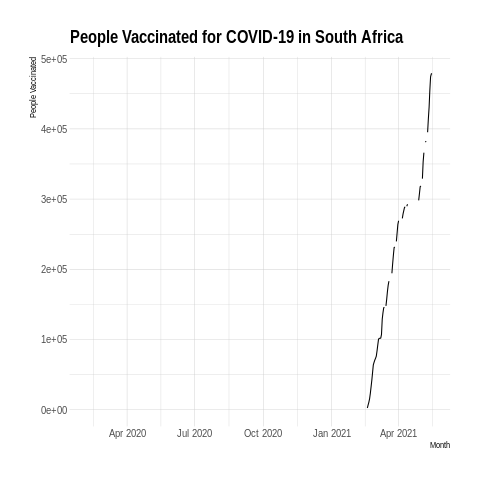 People Vaccinated for COVID-19 in South Africa
People Vaccinated
5e+05
4e+05
3e+05
2e+05
1e+05
0e+00
Apr 2020 Jul 2020 Oct 2020 Jan 2021 Apr 2021
Month